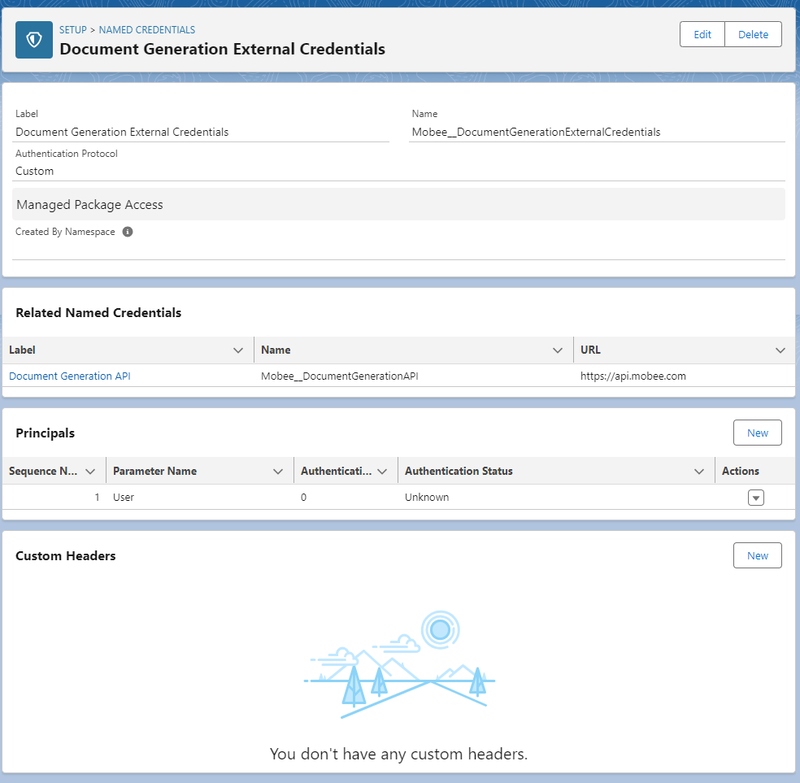 SETUP > NAMED CREDENTIALS
Document Generation External Credentials
Edit
Delete
Label
Document Generation External Credentials
Name
Mobee__DocumentGenerationExternalCredentials
Authentication Protocol
Custom
Managed Package Access
Created By Namespace
Related Named Credentials
Label Name URL
Document Generation API Mobee__DocumentGenerationAPI https://api.mobee.com
Principals
New
Sequence N... Parameter Name Authenticati... Authentication Status Actions
1 User 0 Unknown
Custom Headers
New
You don't have any custom headers.